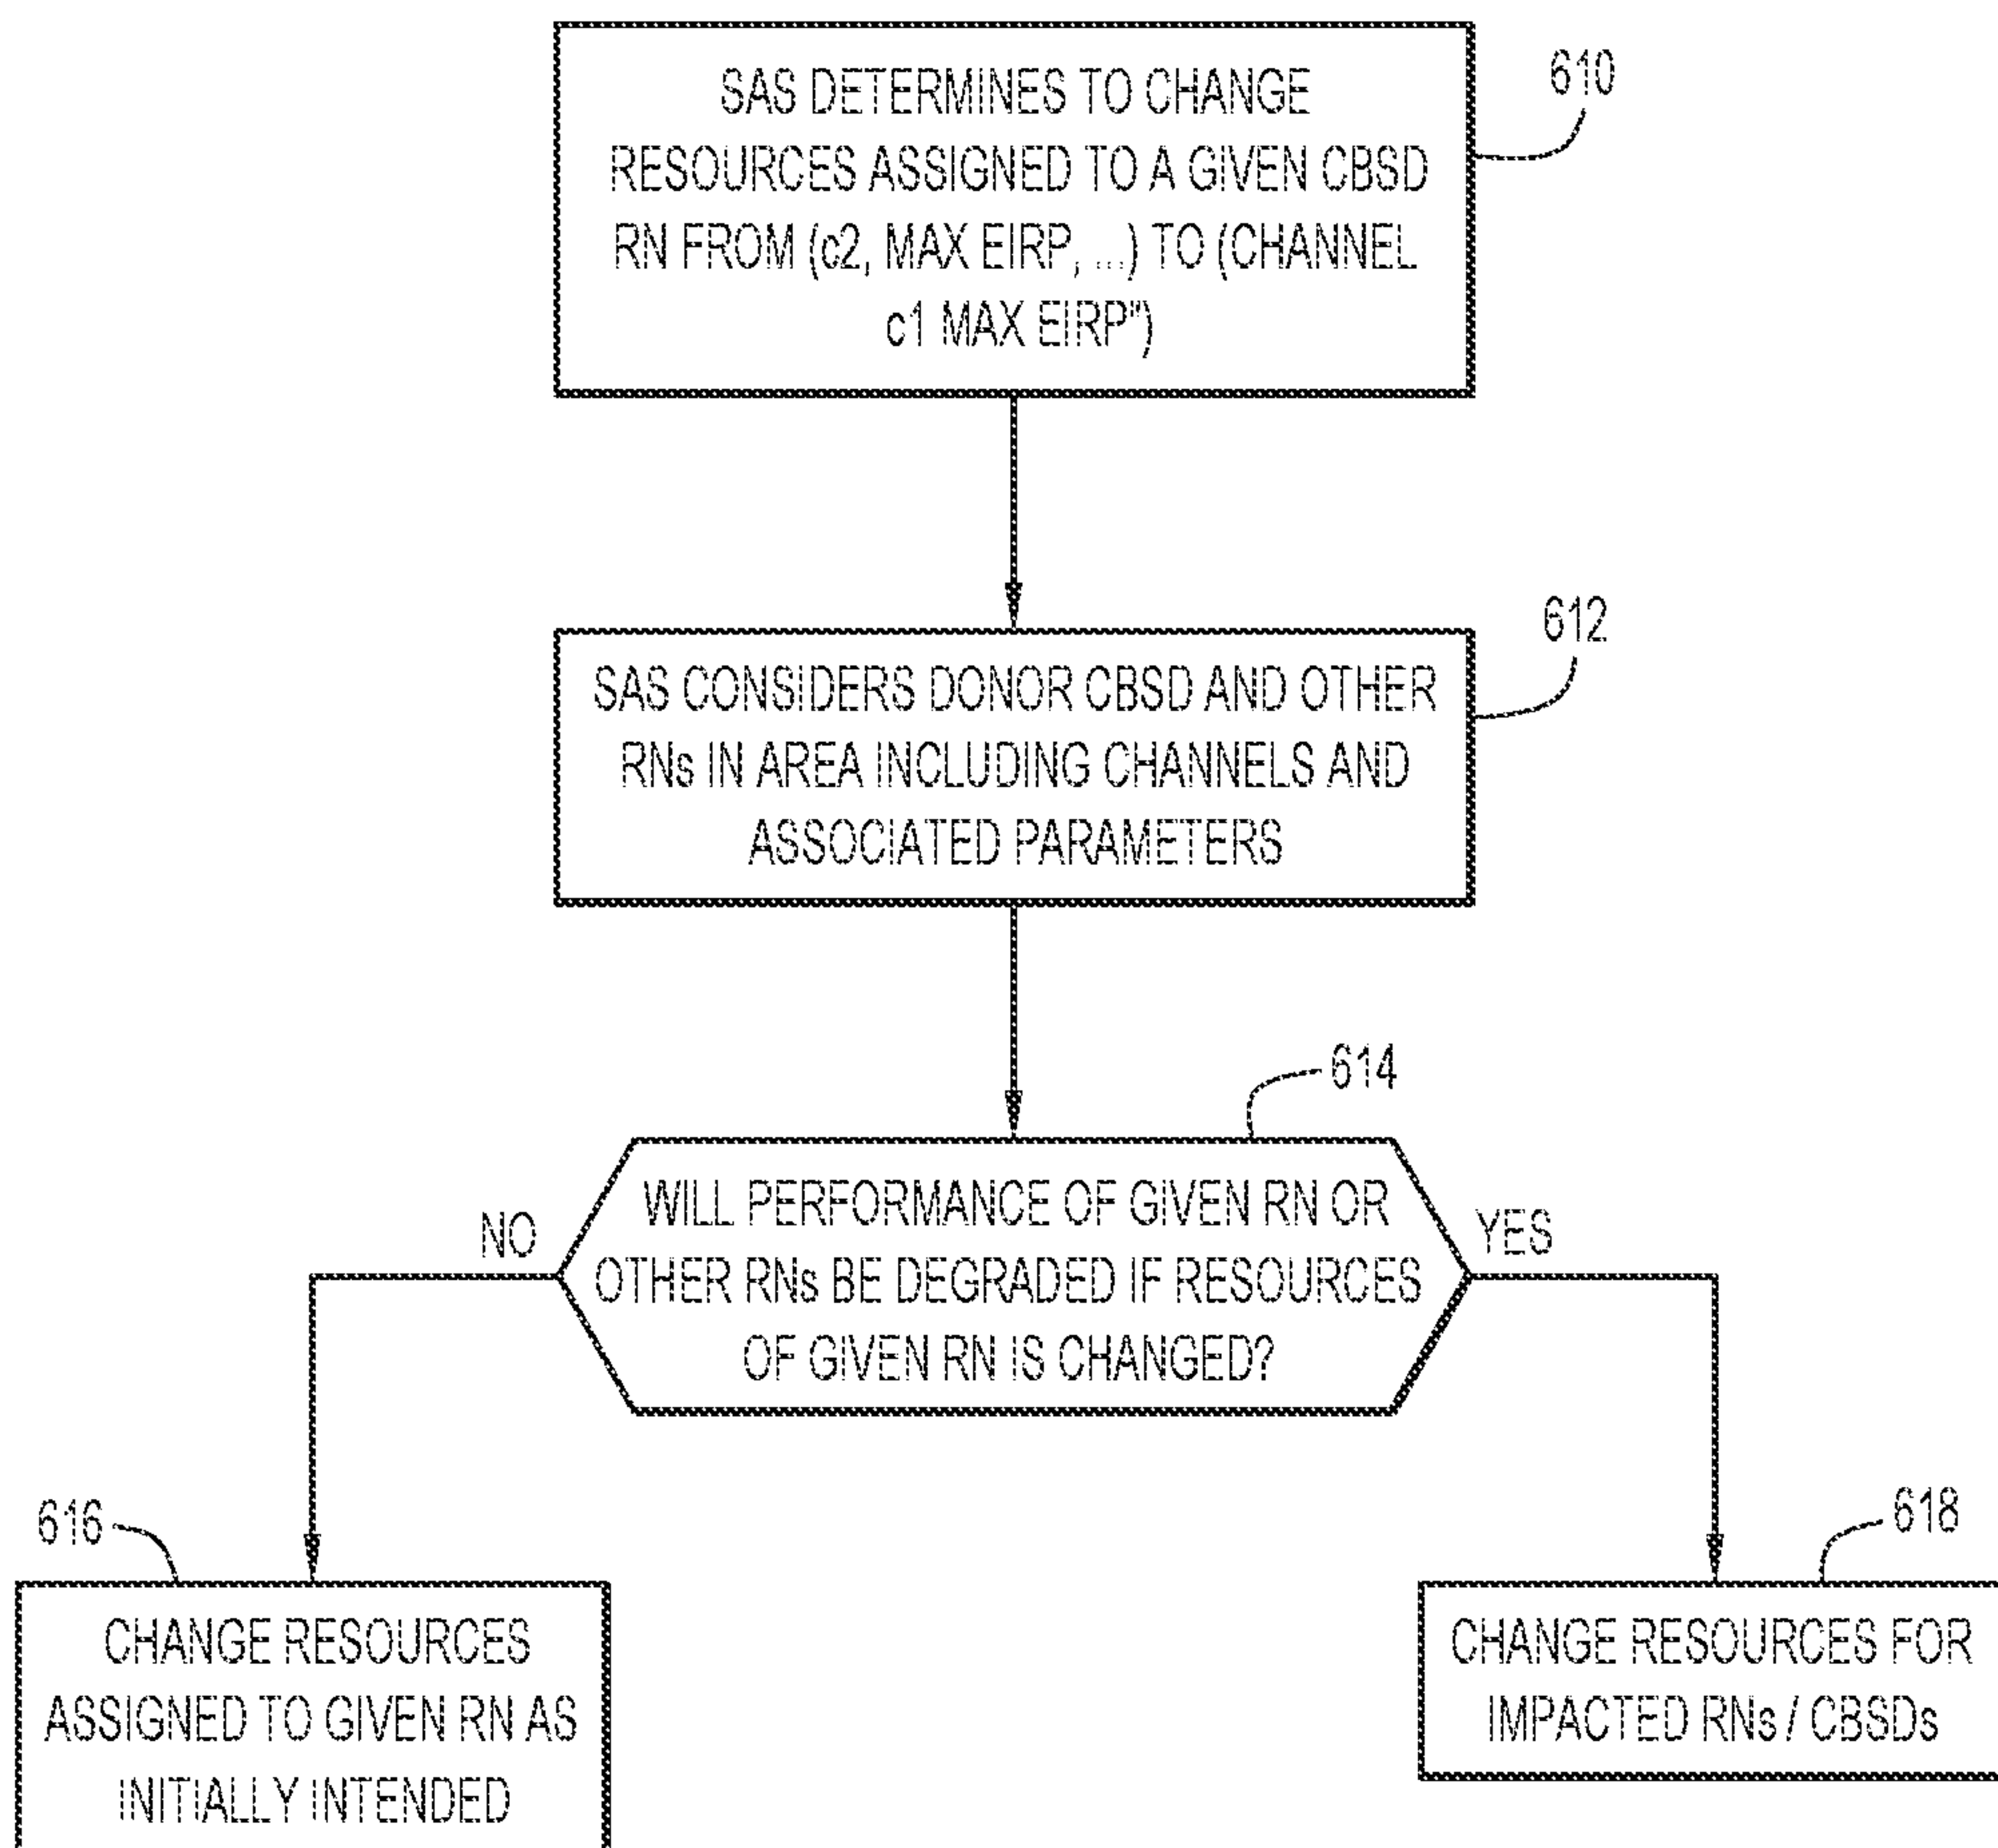 SAS DETERMINES TO CHANGE
RESOURCES ASSIGNED TO A GIVEN CBSD
RN FROM (c2, MAX EIRP, ...) TO (CHANNEL
c1 MAX EIRP")
610
SAS CONSIDERS DONOR CBSD AND OTHER
RNs IN AREA INCLUDING CHANNELS AND
ASSOCIATED PARAMETERS
612
614
WILL PERFORMANCE OF GIVEN RN OR
OTHER RNs BE DEGRADED IF RESOURCES
OF GIVEN RN IS CHANGED?
NO
YES
616
CHANGE RESOURCES
ASSIGNED TO GIVEN RN AS
INITIALLY INTENDED
618
CHANGE RESOURCES FOR
IMPACTED RNs / CBSDs